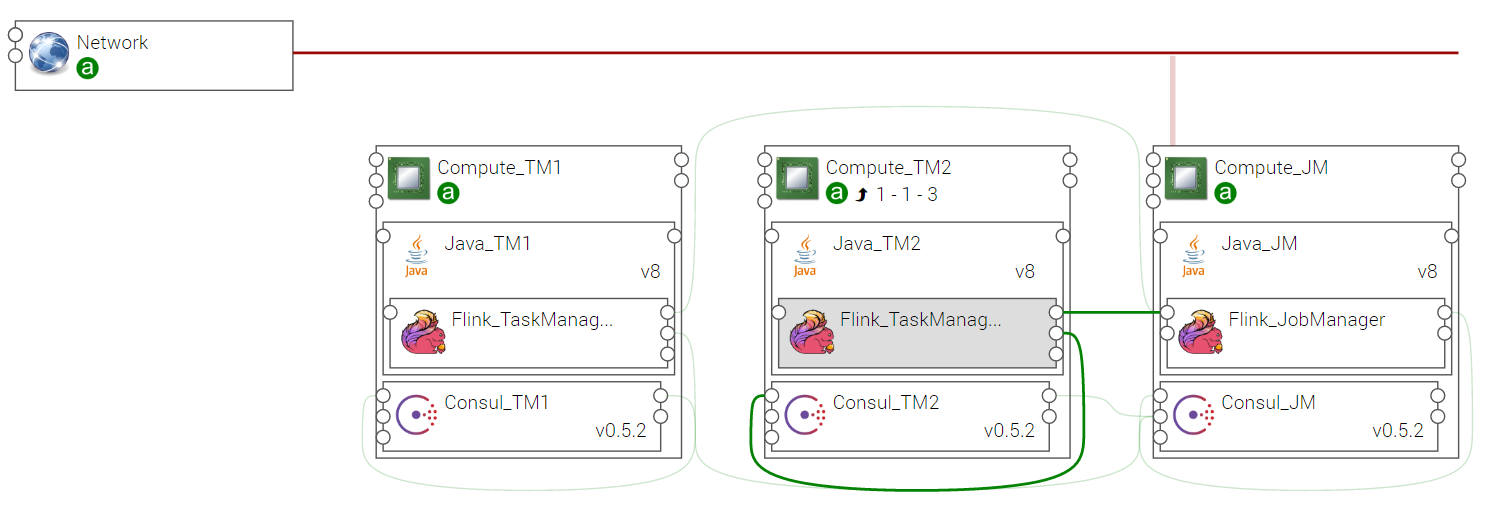 Network
a
Compute_TM1
a
Java_TM1
Java
v8
Flink_TaskManag...
Consul_TM1
v0.5.2
Compute_TM2
a 1 - 1 - 3
Java_TM2
Java
v8
Flink_TaskManag...
Consul_TM2
v0.5.2
Compute_JM
a
Java_JM
Java
v8
Flink_JobManager
Consul_JM
v0.5.2